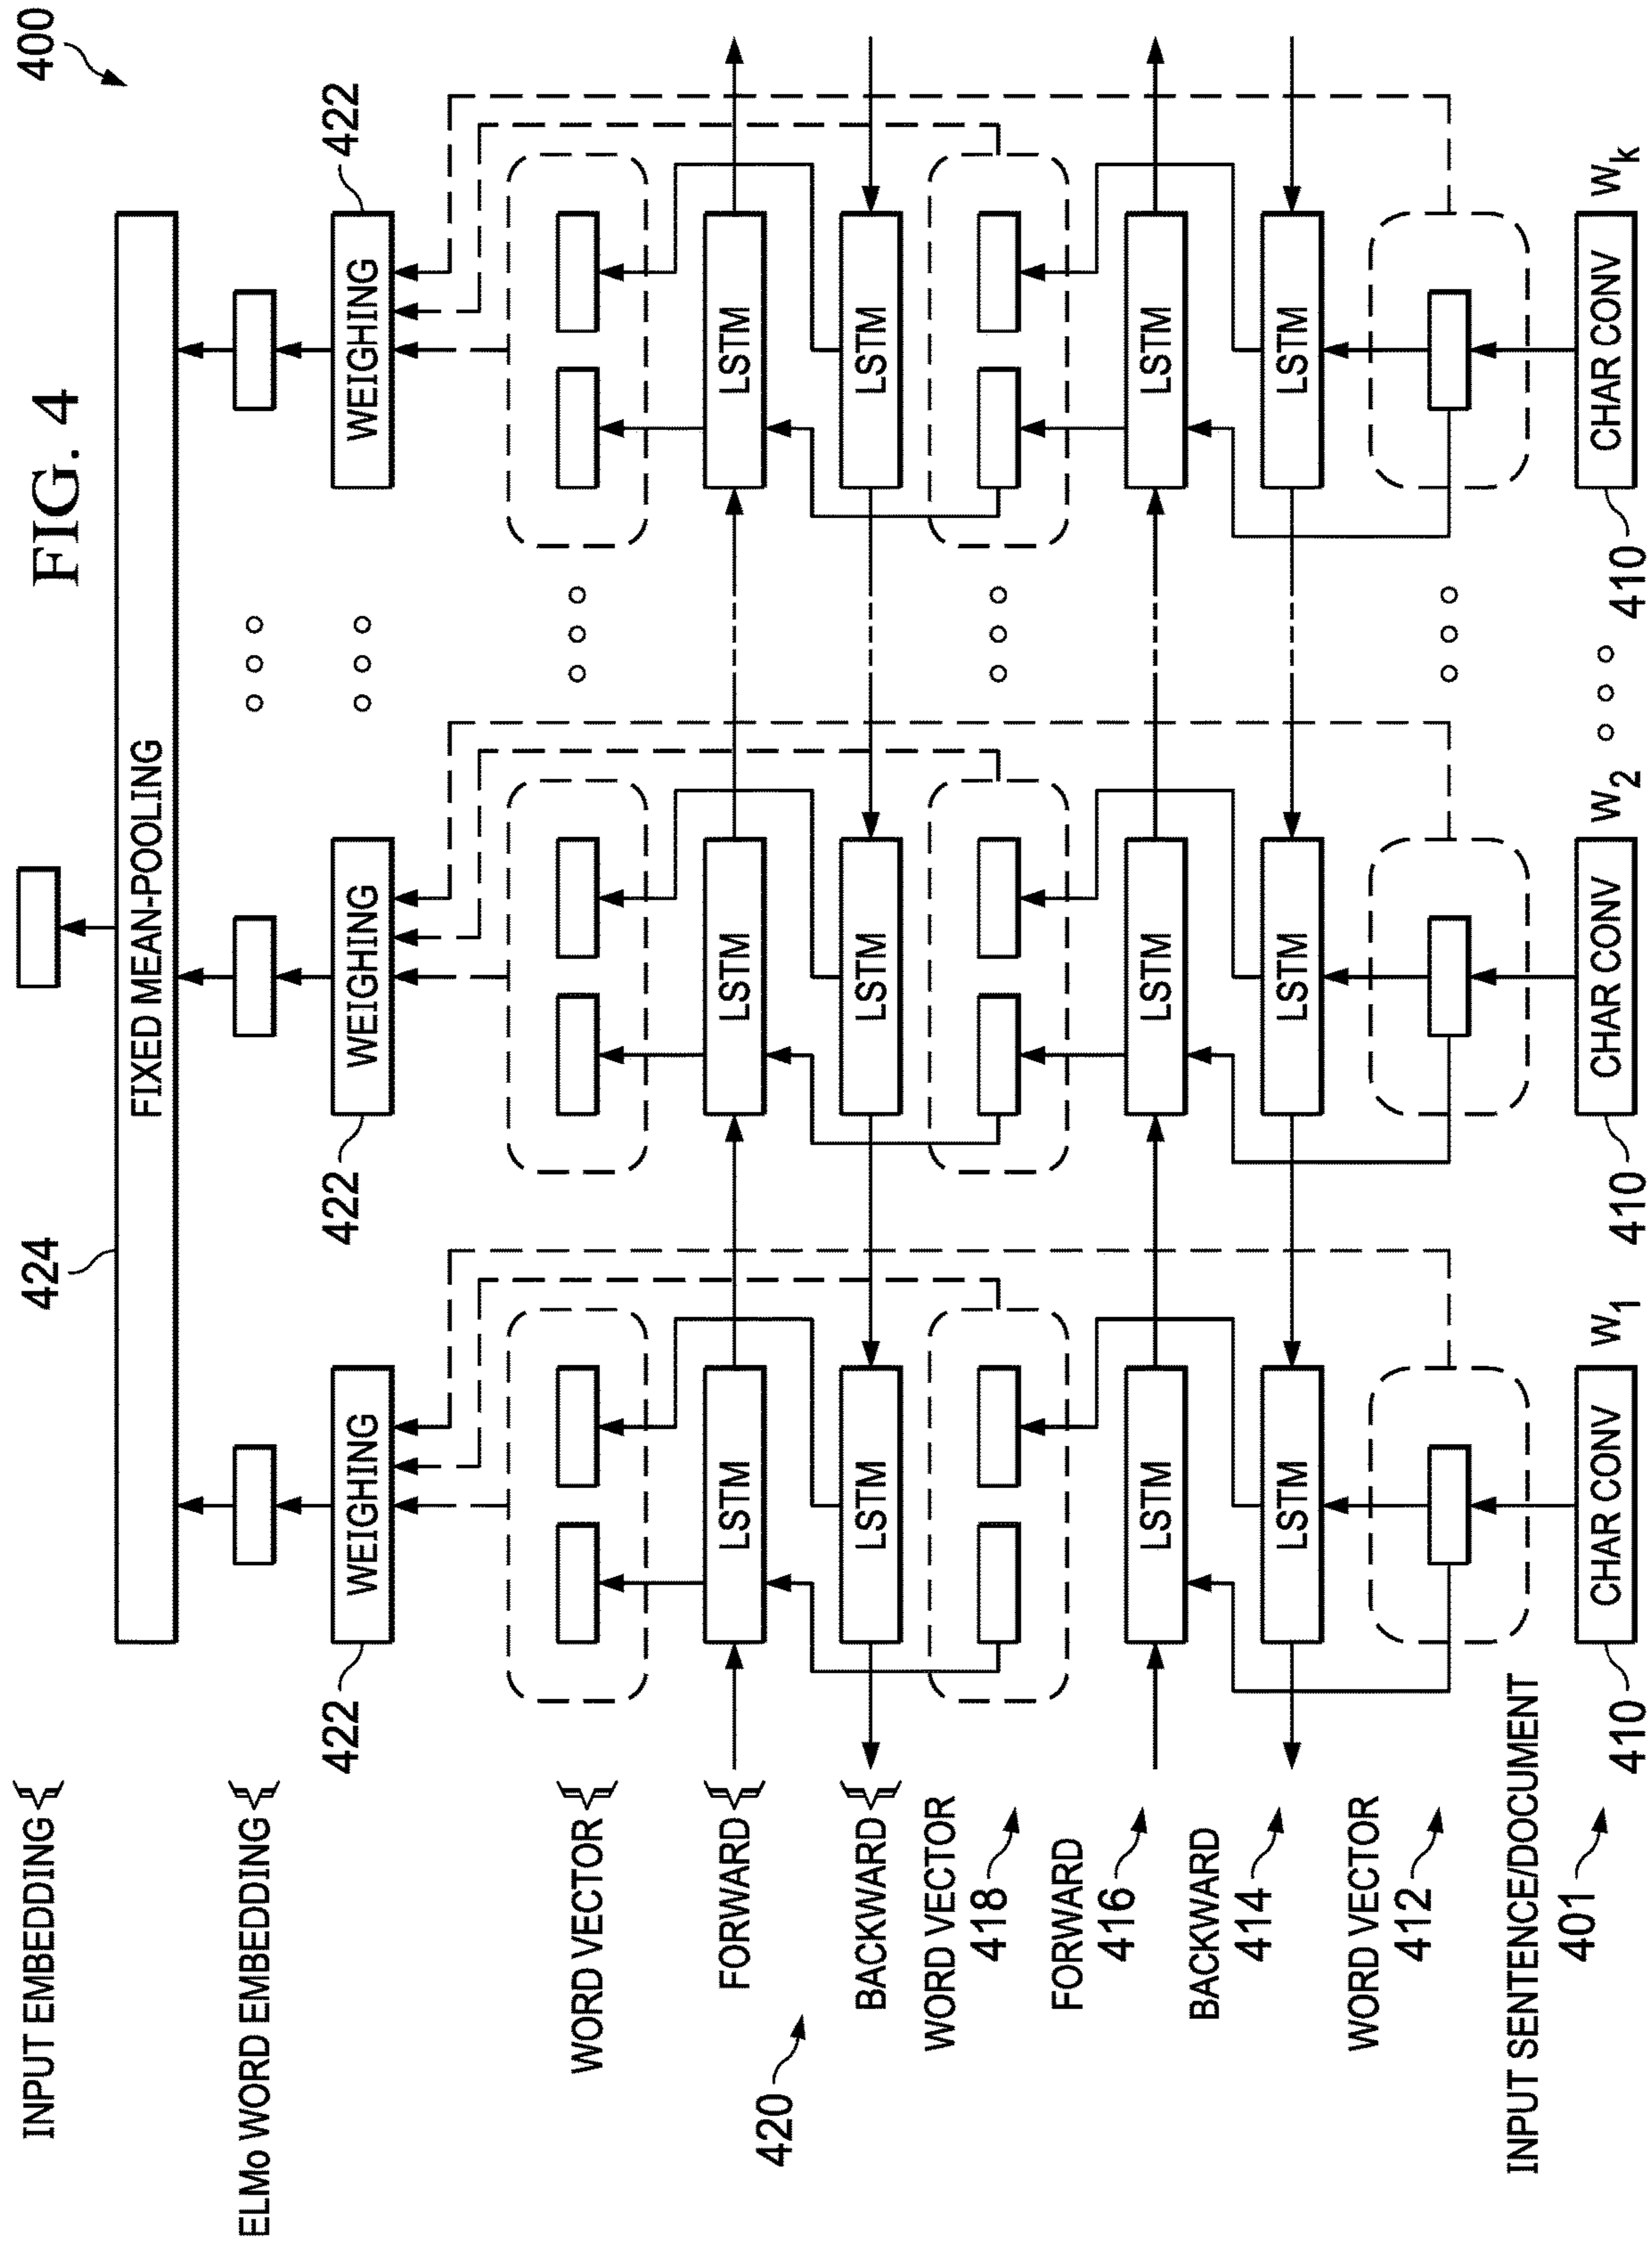 FIG. 4
400
INPUT EMBEDDING
424
FIXED MEAN-POOLING
ELMo WORD EMBEDDING
422
422
422
WEIGHING
WEIGHING
WEIGHING
WORD VECTOR
420
FORWARD
LSTM
LSTM
LSTM
BACKWARD
LSTM
LSTM
LSTM
WORD VECTOR
418
FORWARD
416
LSTM
LSTM
LSTM
BACKWARD
414
LSTM
LSTM
LSTM
WORD VECTOR
412
INPUT SENTENCE/DOCUMENT
401
CHAR CONV
W1
CHAR CONV
W2
CHAR CONV
Wk
410
410
410